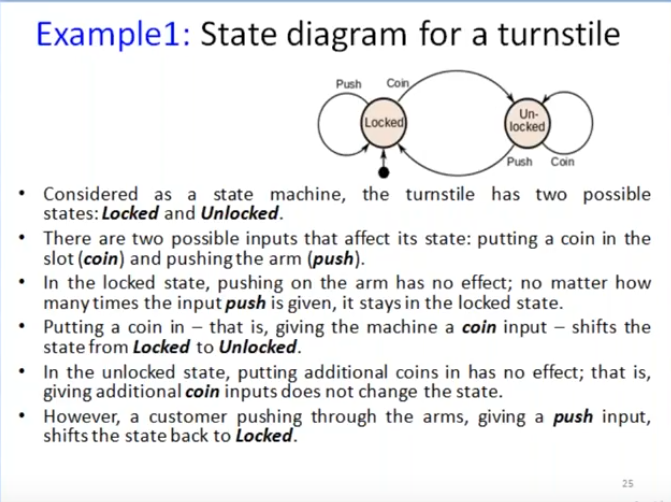 Example1: State diagram for a turnstile
Push Coin
Locked
Un-
locked
Push Coin
• Considered as a state machine, the turnstile has two possible
states: Locked and Unlocked.
• There are two possible inputs that affect its state: putting a coin in the
slot (coin) and pushing the arm (push).
• In the locked state, pushing on the arm has no effect; no matter how
many times the input push is given, it stays in the locked state.
• Putting a coin in – that is, giving the machine a coin input – shifts the
state from Locked to Unlocked.
• In the unlocked state, putting additional coins in has no effect; that is,
giving additional coin inputs does not change the state.
• However, a customer pushing through the arms, giving a push input,
shifts the state back to Locked.
25